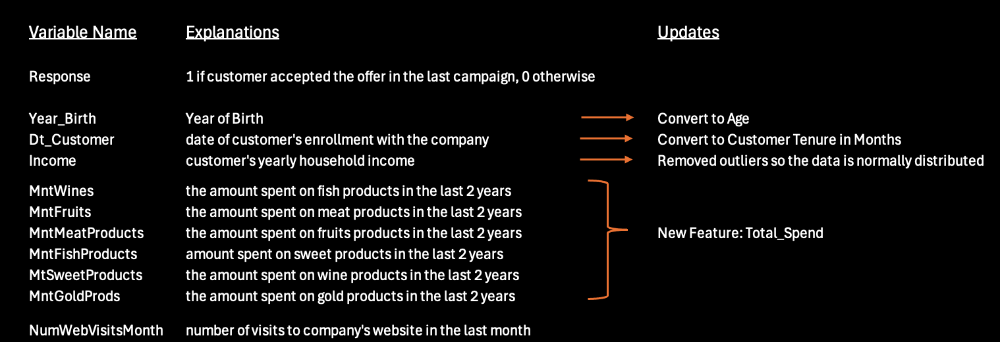 Variable Name Explanations Updates
Response 1 if customer accepted the offer in the last campaign, 0 otherwise
Year_Birth Year of Birth Convert to Age
Dt_Customer date of customer's enrollment with the company Convert to Customer Tenure in Months
Income customer's yearly household income Removed outliers so the data is normally distributed
MntWines the amount spent on fish products in the last 2 years
MntFruits the amount spent on meat products in the last 2 years
MntMeatProducts the amount spent on fruits products in the last 2 years New Feature: Total_Spend
MntFishProducts amount spent on sweet products in the last 2 years
MtSweetProducts the amount spent on wine products in the last 2 years
MntGoldProds the amount spent on gold products in the last 2 years
NumWebVisitsMonth number of visits to company's website in the last month